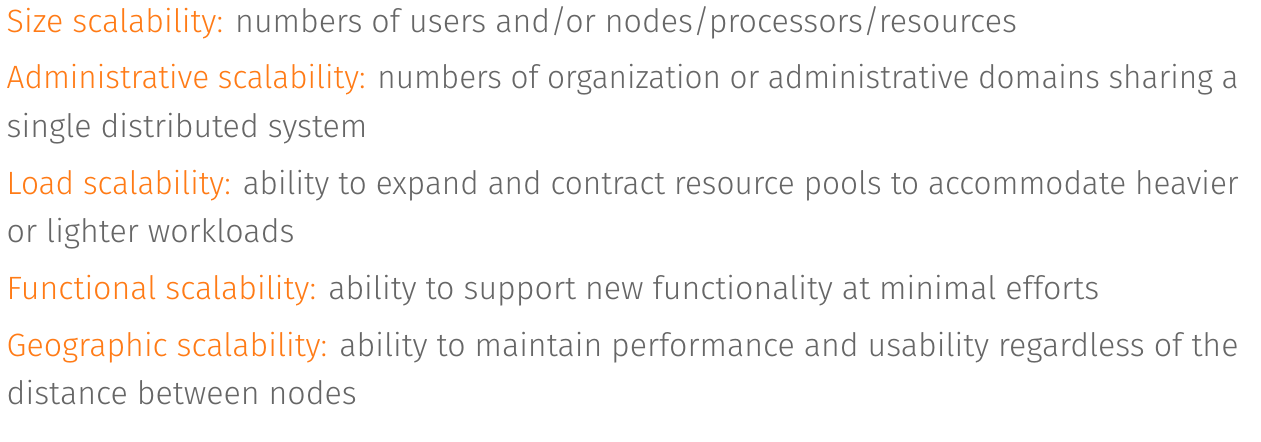 Size scalability: numbers of users and/or nodes/processors/resources
Administrative scalability: numbers of organization or administrative domains sharing a
single distributed system
Load scalability: ability to expand and contract resource pools to accommodate heavier
or lighter workloads
Functional scalability: ability to support new functionality at minimal efforts
Geographic scalability: ability to maintain performance and usability regardless of the
distance between nodes